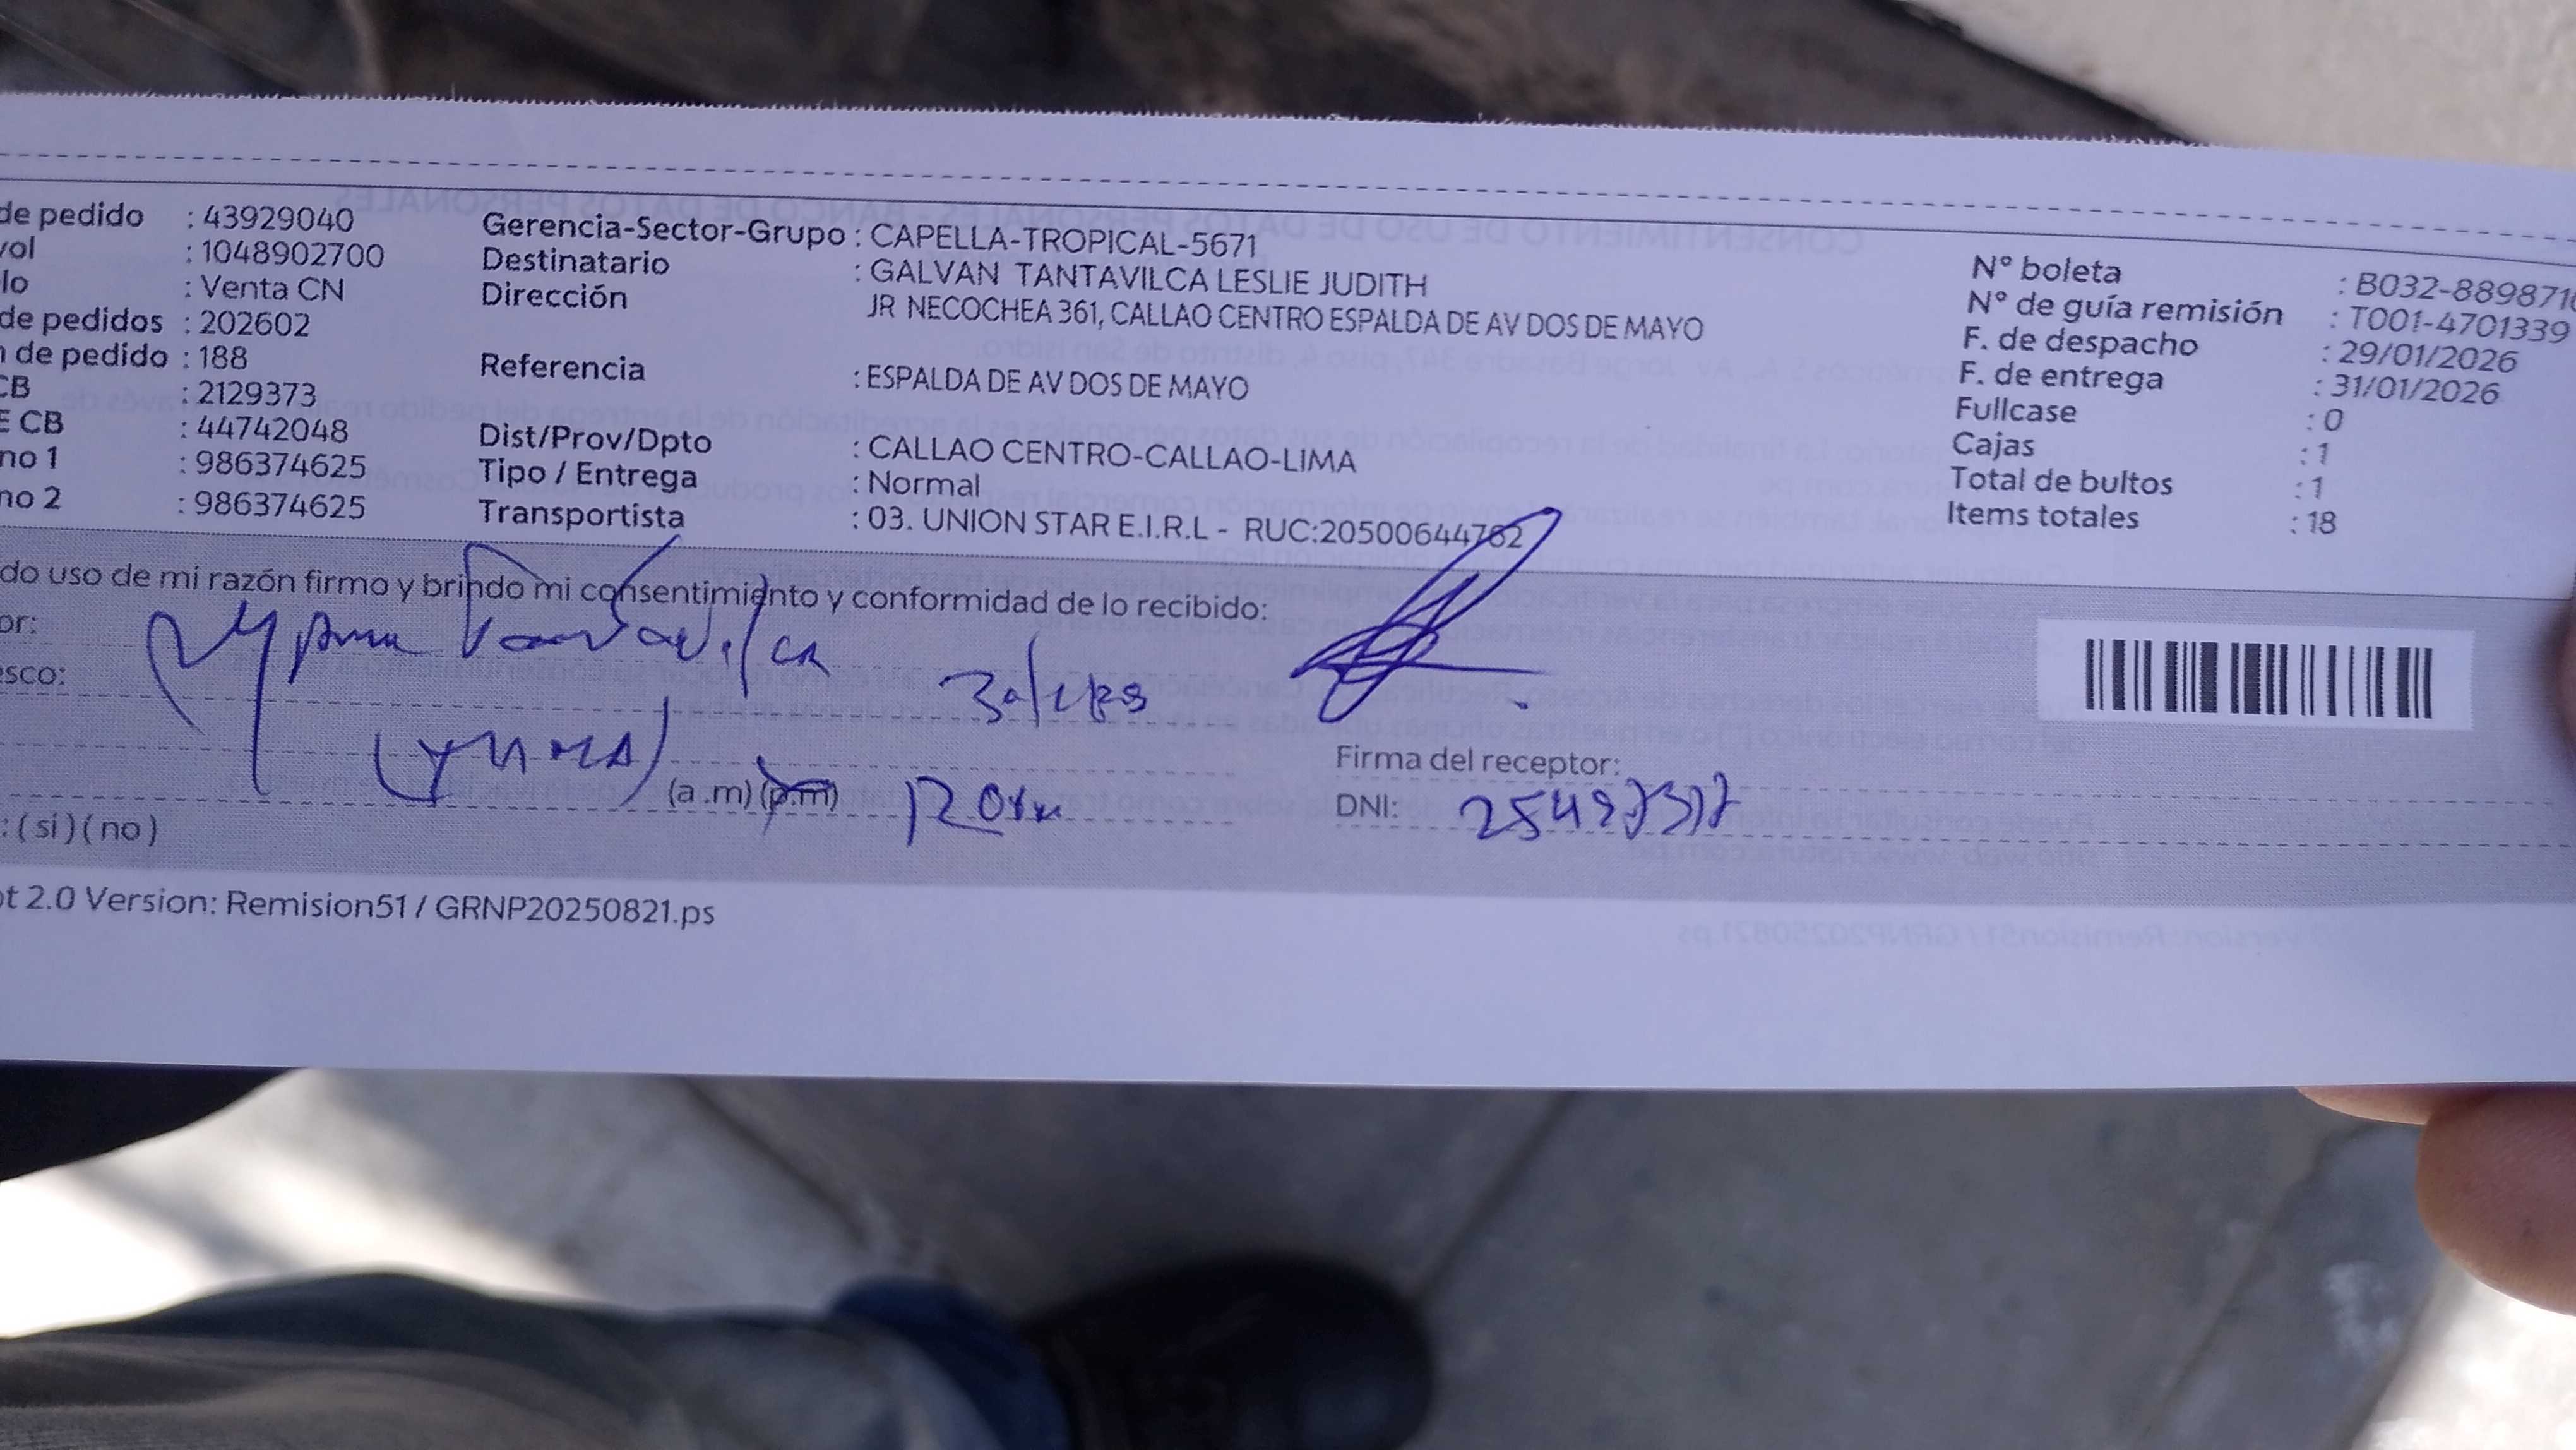 de pedido : 43929040
vol : 1048902700
lo : Venta CN
de pedidos : 202602
n de pedido : 188
CB : 2129373
E CB : 44742048
no 1 : 986374625
no 2 : 986374625
Gerencia-Sector-Grupo : CAPELLA-TROPICAL-5671
Destinatario : GALVAN TANTAVILCA LESLIE JUDITH
Dirección JR NECOCHEA 361, CALLAO CENTRO ESPALDA DE AV DOS DE MAYO
Referencia : ESPALDA DE AV DOS DE MAYO
Dist/Prov/Dpto : CALLAO CENTRO-CALLAO-LIMA
Tipo / Entrega : Normal
Transportista : 03. UNION STAR E.I.R.L - RUC:20500644762
N° boleta : B032-8898716
N° de guía remisión : T001-4701339
F. de despacho : 29/01/2026
F. de entrega : 31/01/2026
Fullcase : 0
Cajas : 1
Total de bultos : 1
Items totales : 18
do uso de mi razón firmo y brindo mi consentimiento y conformidad de lo recibido:
or: Tantavilca
esco:
(a.m) (p.m)
Firma del receptor:
DNI:
: (si) (no)
ot 2.0 Version: Remision51 / GRNP20250821.ps